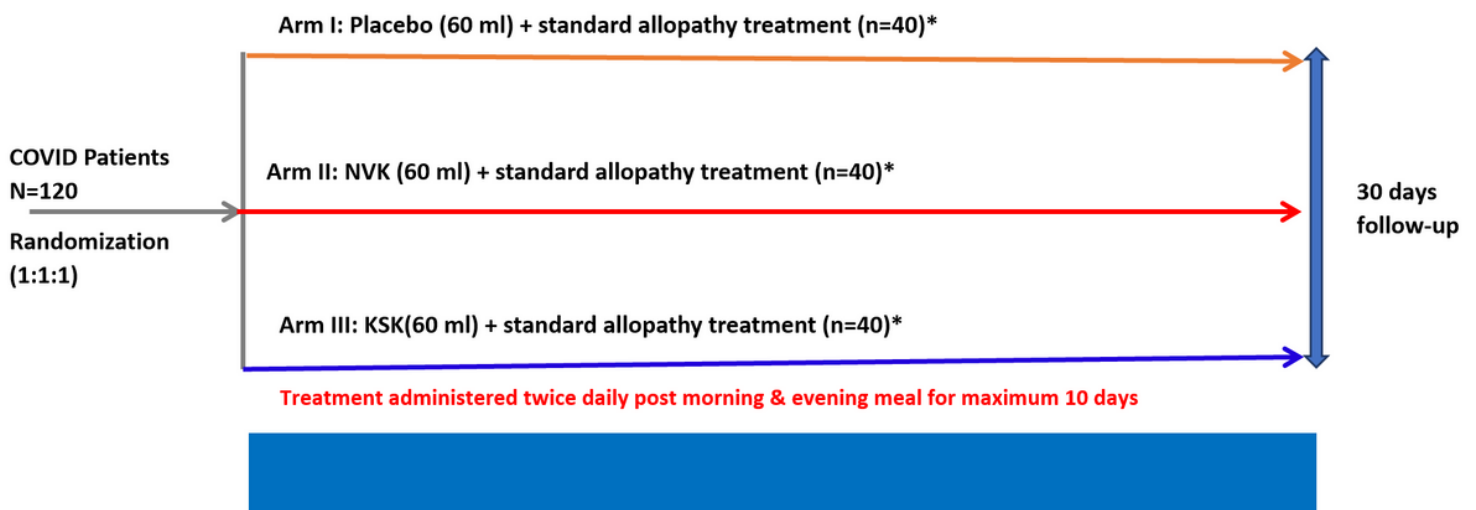 Arm I: Placebo (60 ml) + standard allopathy treatment (n=40)*
COVID Patients
N=120
Randomization
(1:1:1)
Arm II: NVK (60 ml) + standard allopathy treatment (n=40)*
30 days
follow-up
Arm III: KSK(60 ml) + standard allopathy treatment (n=40)*
Treatment administered twice daily post morning & evening meal for maximum 10 days